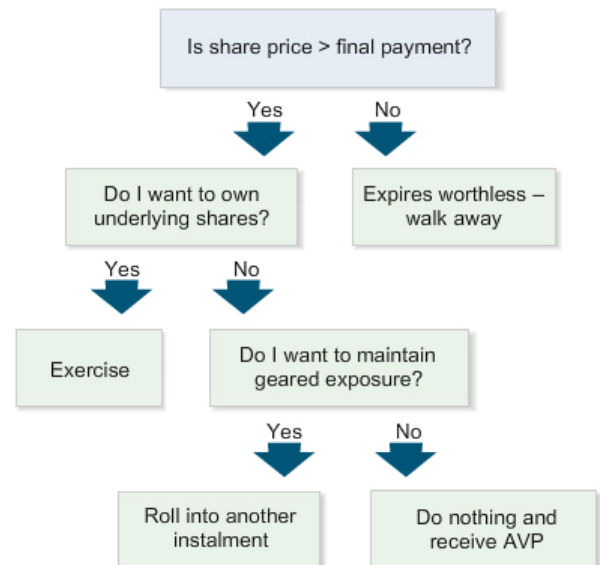 Is share price > final payment?
Yes
No
Do I want to own
underlying shares?
Expires worthless –
walk away
Yes
No
Exercise
Do I want to maintain
geared exposure?
Yes
No
Roll into another
instalment
Do nothing and
receive AVP